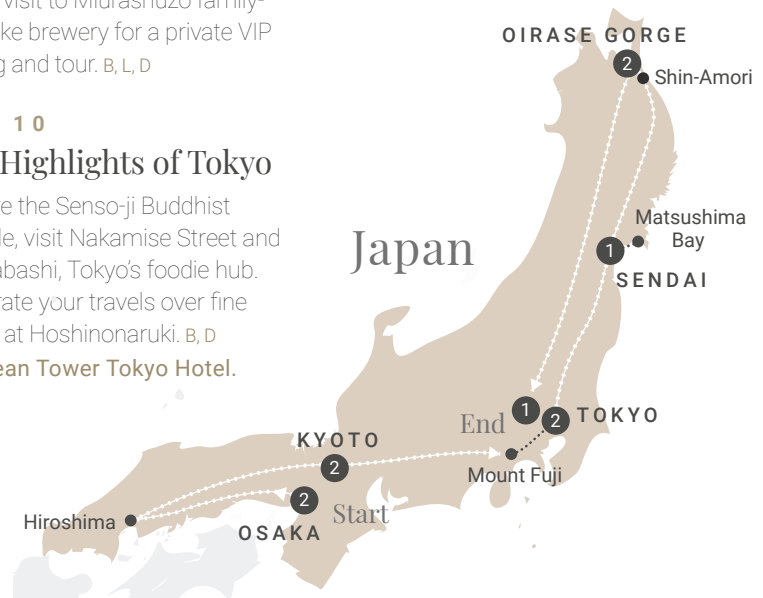 visit to Miurashuzo family-
ke brewery for a private VIP
g and tour. B, L, D
10
Highlights of Tokyo
e the Senso-ji Buddhist
le, visit Nakamise Street and
abashi, Tokyo's foodie hub.
rate your travels over fine
at Hoshinonaruki. B, D
ean Tower Tokyo Hotel.
OIRASE GORGE
2
Shin-Amori
Matsushima
Bay
1
SENDAI
Japan
1
2
TOKYO
End
Mount Fuji
KYOTO
2
2
Start
OSAKA
Hiroshima